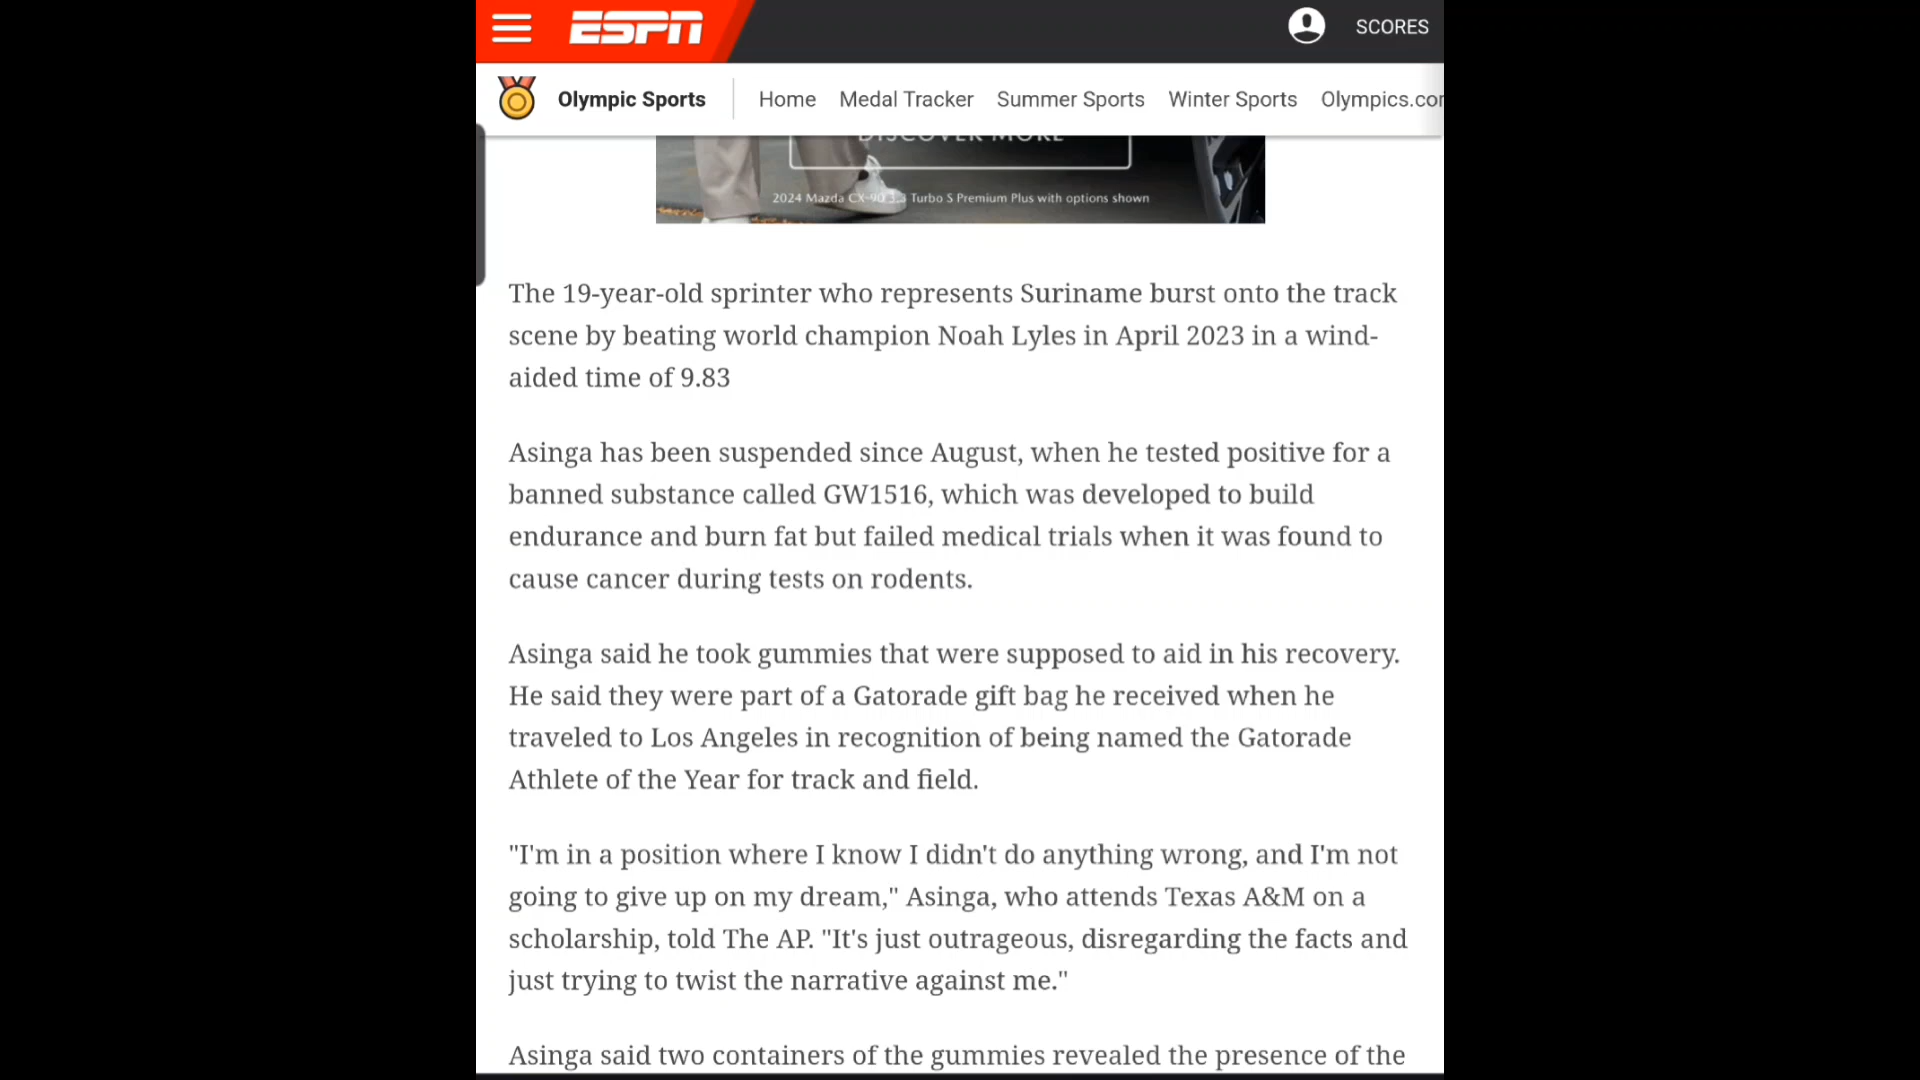 ESPN
SCORES
Olympic Sports
Home
Medal Tracker
Summer Sports
Winter Sports
Olympics.co
DISCOVER MORE
2024 Mazda CX-90 3.3 Turbo S Premium Plus with options shown
The 19-year-old sprinter who represents Suriname burst onto the track
scene by beating world champion Noah Lyles in April 2023 in a wind-
aided time of 9.83
Asinga has been suspended since August, when he tested positive for a
banned substance called GW1516, which was developed to build
endurance and burn fat but failed medical trials when it was found to
cause cancer during tests on rodents.
Asinga said he took gummies that were supposed to aid in his recovery.
He said they were part of a Gatorade gift bag he received when he
traveled to Los Angeles in recognition of being named the Gatorade
Athlete of the Year for track and field.
"I'm in a position where I know I didn't do anything wrong, and I'm not
going to give up on my dream," Asinga, who attends Texas A&M on a
scholarship, told The AP. "It's just outrageous, disregarding the facts and
just trying to twist the narrative against me."
Asinga said two containers of the gummies revealed the presence of the